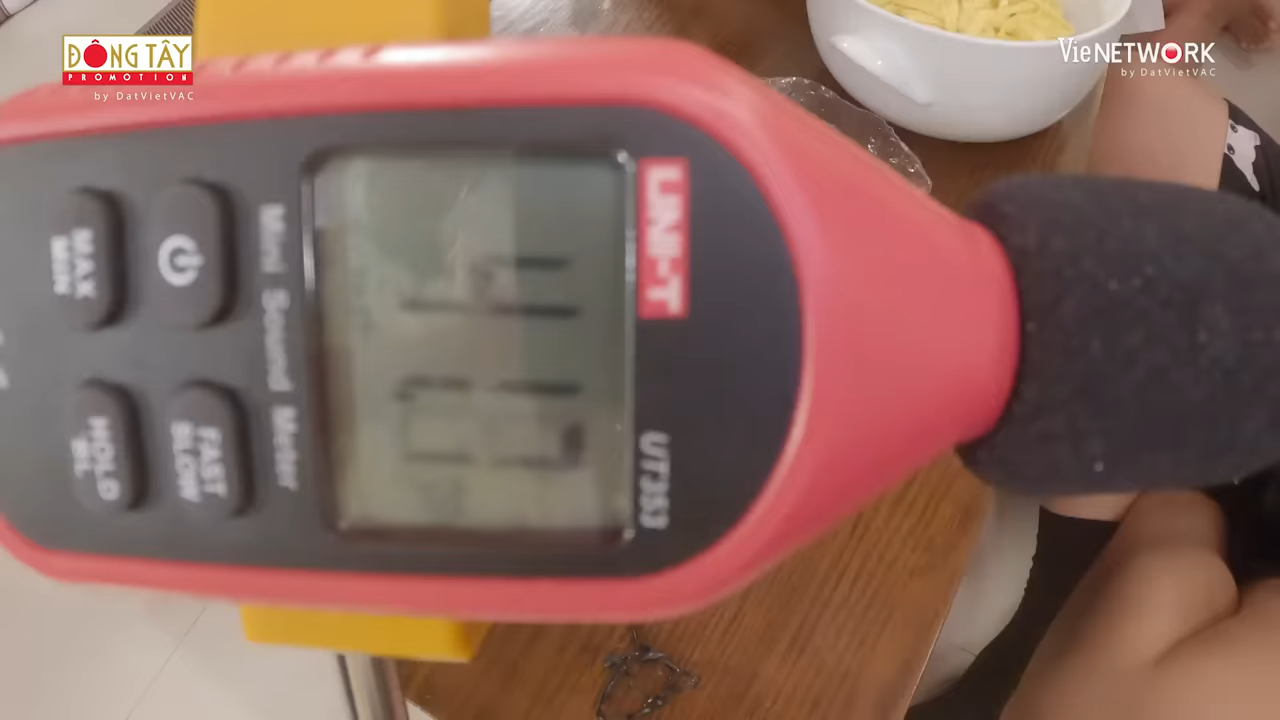 ĐÔNG TÂY
PROMOTION
by DatVietVAC
VieNETWORK
by DatVietVAC
UNI-T
UT353
Mini Sound Meter
MAX
MIN
FAST
SLOW
HOLD